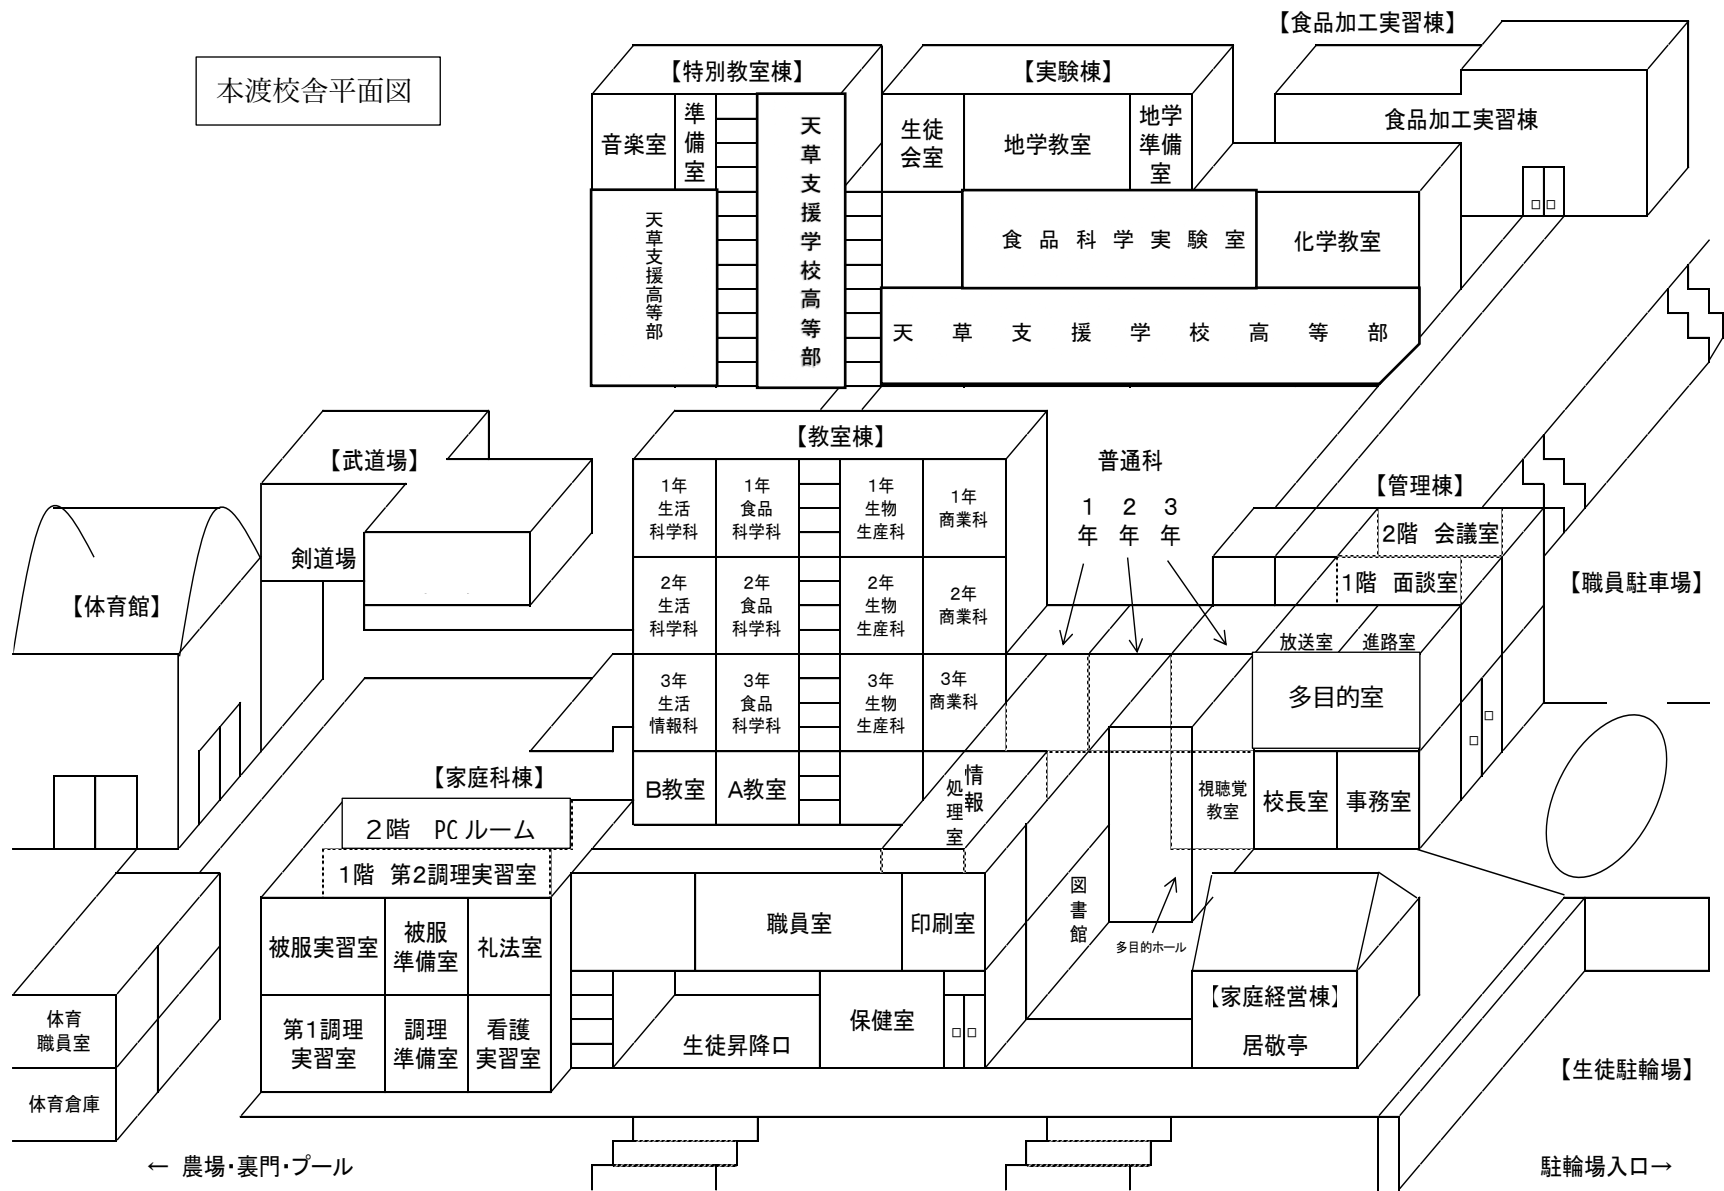 本渡校舎平面図
【食品加工実習棟】
食品加工実習棟
【特別教室棟】
音楽室
準備室
天草支援学校高等部
天草支援高等部
【実験棟】
生徒
会室
地学教室
地学
準備
室
食品科学実験室
化学教室
天草支援学校高等部
【武道場】
剣道場
【体育館】
【教室棟】
1年
生活
科学科
1年
食品
科学科
1年
生物
生産科
1年
商業科
2年
生活
科学科
2年
食品
科学科
2年
生物
生産科
2年
商業科
3年
生活
情報科
3年
食品
科学科
3年
生物
生産科
3年
商業科
B教室
A教室
情報
処理室
普通科
1年
2年
3年
【管理棟】
2階 会議室
1階 面談室
放送室
進路室
多目的室
視聴覚
教室
校長室
事務室
【職員駐車場】
【家庭科棟】
2階 PCルーム
1階 第2調理実習室
被服実習室
被服
準備室
礼法室
第1調理
実習室
調理
準備室
看護
実習室
職員室
印刷室
生徒昇降口
保健室
図書館
多目的ホール
【家庭経営棟】
居敬亭
体育
職員室
体育倉庫
【生徒駐輪場】
← 農場・裏門・プール
駐輪場入口→